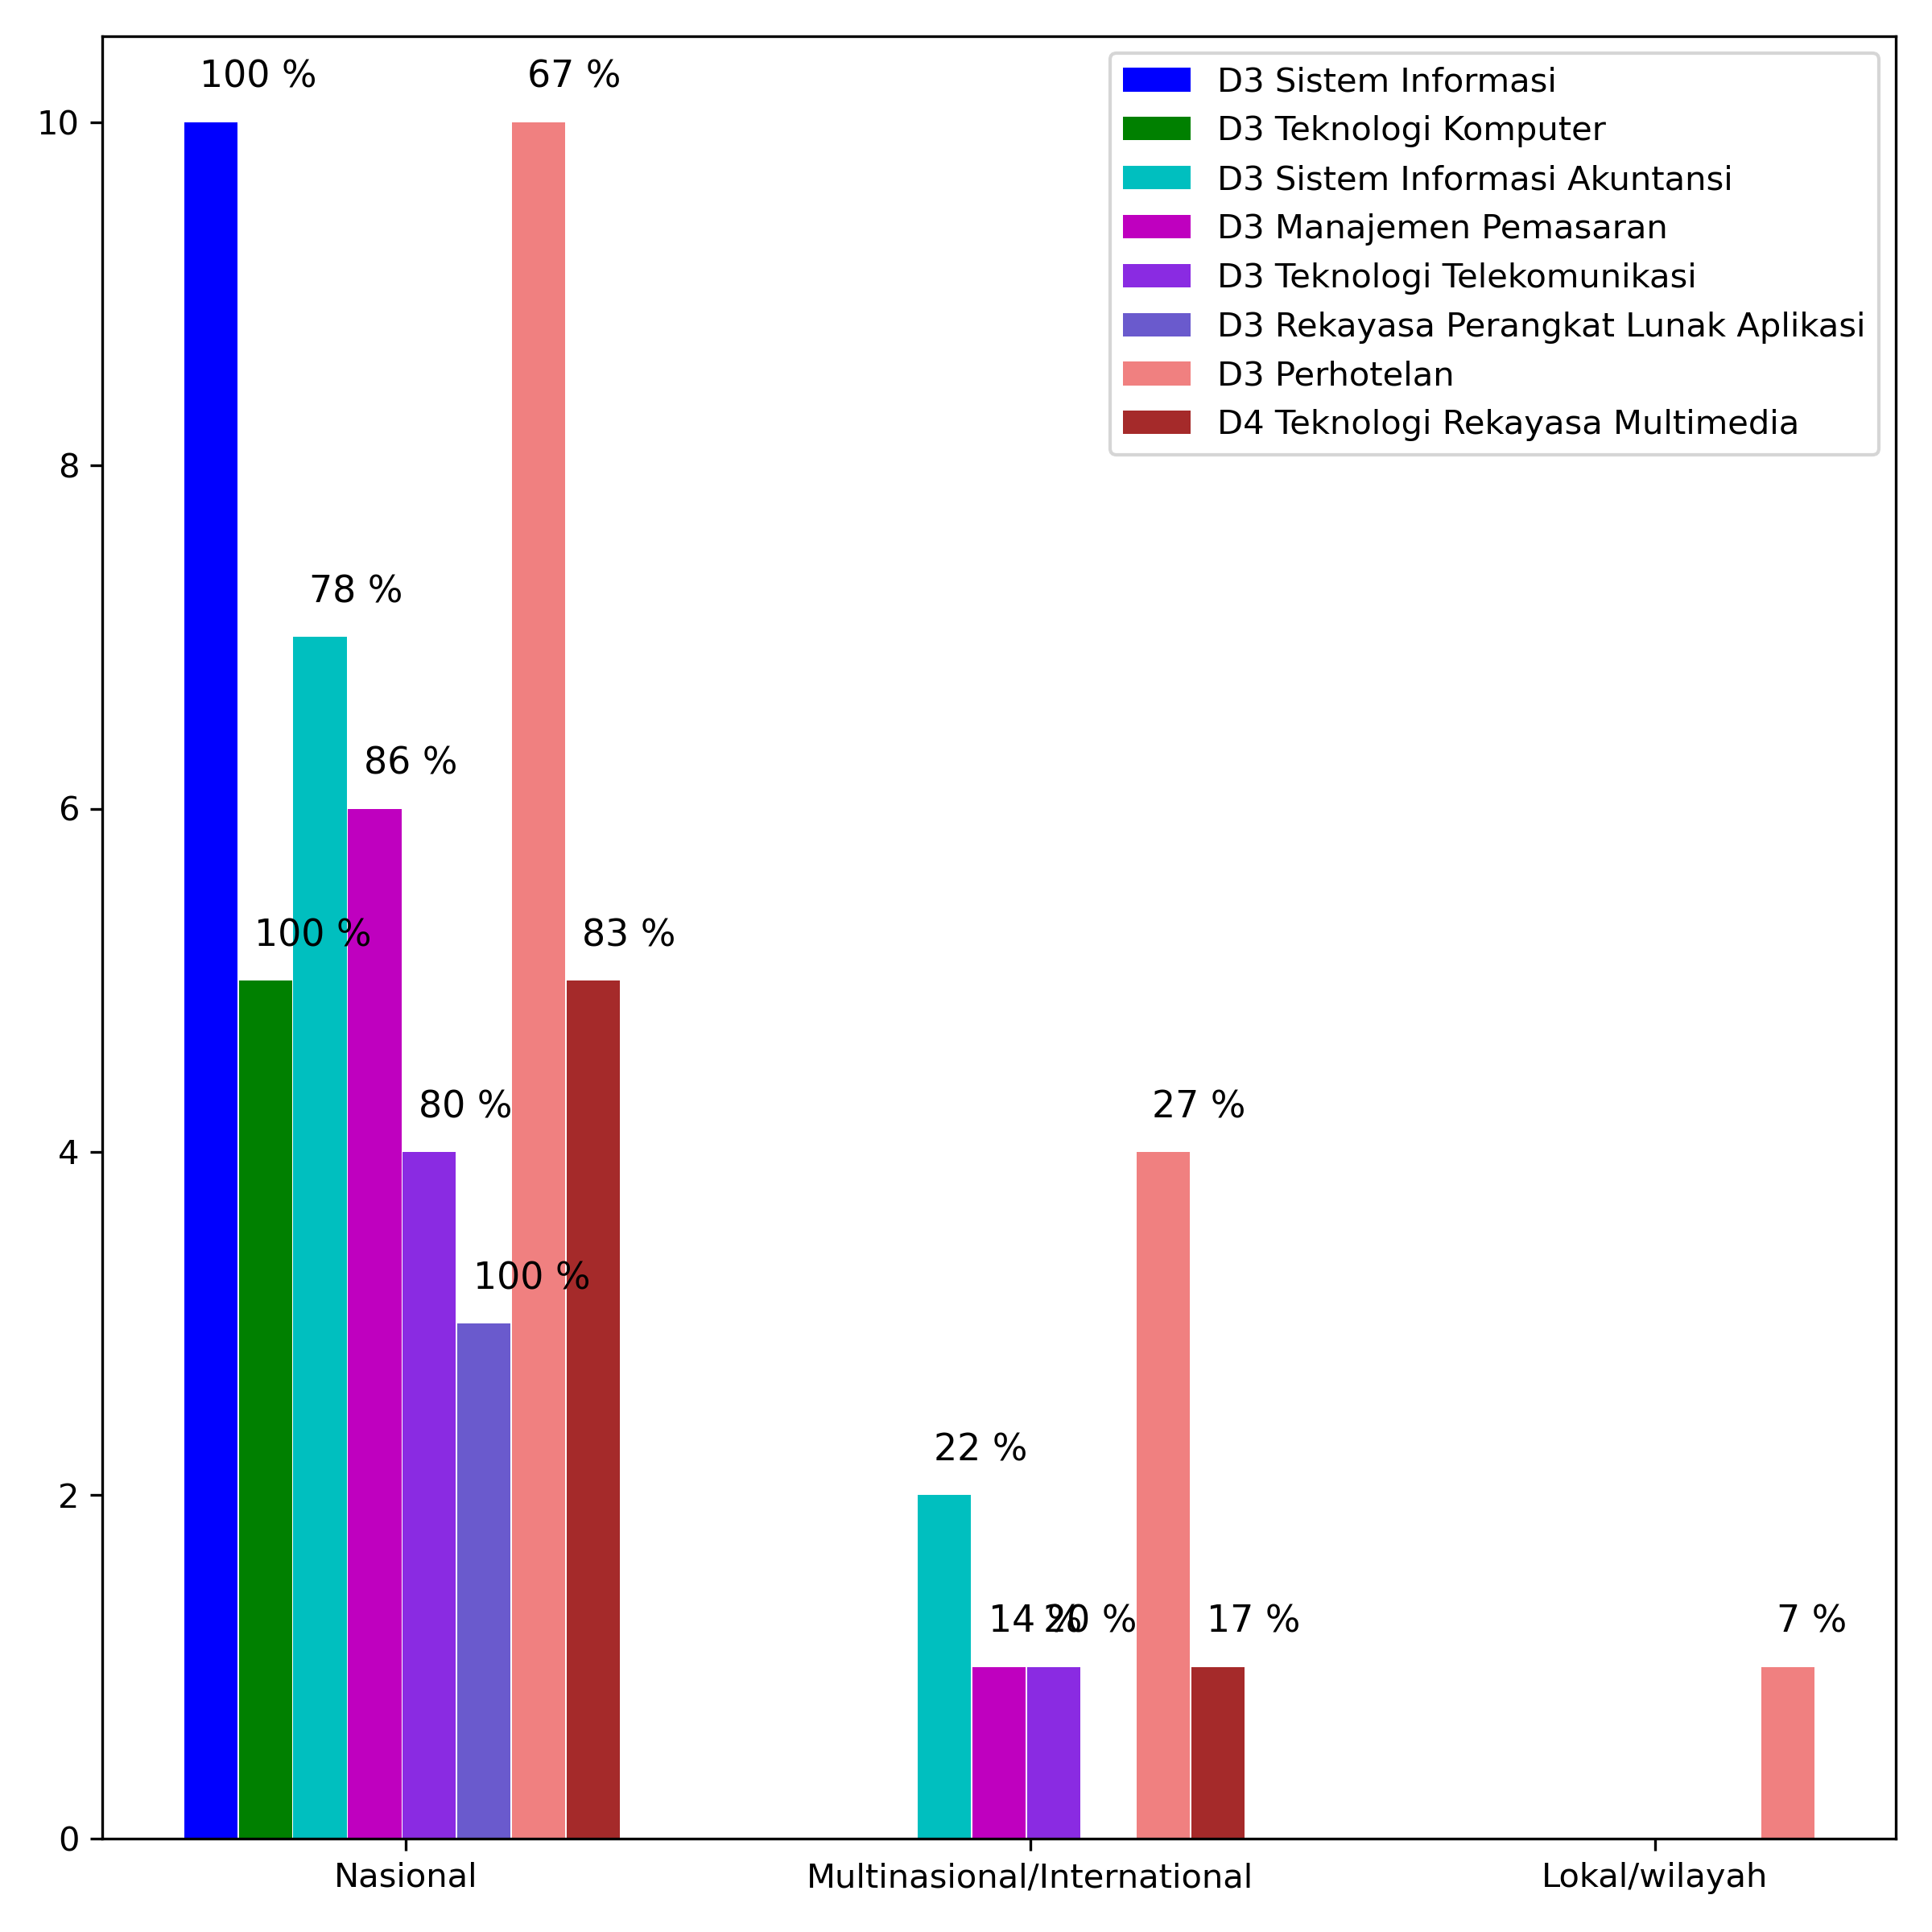 100 %
67 %
D3 Sistem Informasi
D3 Teknologi Komputer
D3 Sistem Informasi Akuntansi
D3 Manajemen Pemasaran
D3 Teknologi Telekomunikasi
D3 Rekayasa Perangkat Lunak Aplikasi
D3 Perhotelan
D4 Teknologi Rekayasa Multimedia
10
8
78 %
86 %
6
100 %
83 %
80 %
27 %
4
100 %
22 %
2
14 %
20 %
17 %
7 %
0
Nasional
Multinasional/International
Lokal/wilayah